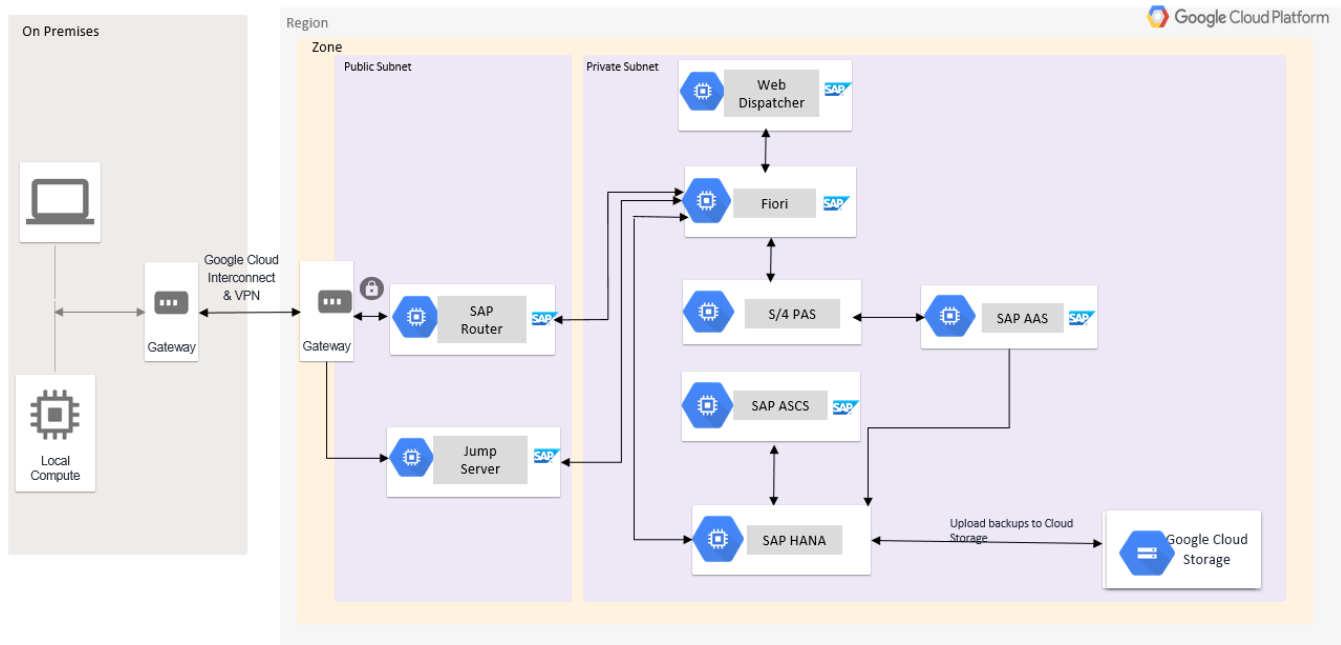 Google Cloud Platform
Region
On Premises
Zone
Public Subnet
Private Subnet
Web
Dispatcher
SAP
Fiori
SAP
Google Cloud
Interconnect
& VPN
Gateway
Gateway
SAP
Router
SAP
S/4 PAS
SAP AAS
SAP
SAP ASCS
SAP
Jump
Server
SAP
Local
Compute
SAP HANA
Upload backups to Cloud
Storage
Google Cloud
Storage